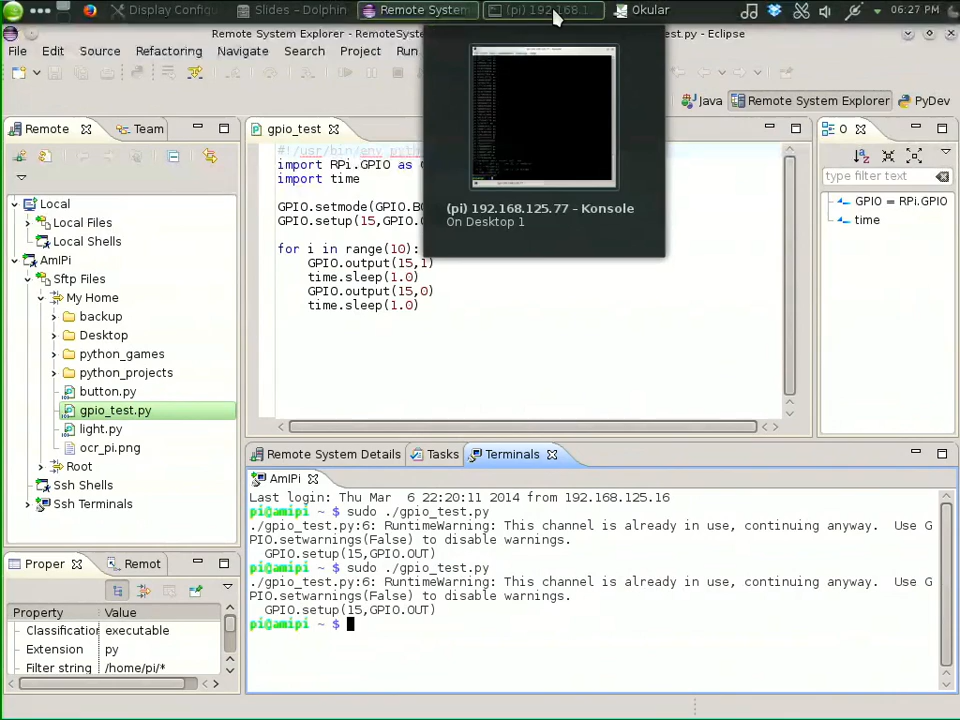 Display Configu
Slides – Dolphin
Remote System
(pi) 192.168.1
Okular
06:27 PM
Remote System Explorer - RemoteSyste
est.py - Eclipse
File Edit Source Refactoring Navigate Search Project Pydev Run
Java
Remote System Explorer
PyDev
Remote
Team
gpio_test
O
#!/usr/bin/env pyth
import RPi.GPIO as
import time
GPIO.setmode(GPIO.BO
GPIO.setup(15,GPIO.O
for i in range(10):
GPIO.output(15,1)
time.sleep(1.0)
GPIO.output(15,0)
time.sleep(1.0)
(pi) 192.168.125.77 – Konsole
On Desktop 1
type filter text
GPIO = RPi.GPIO
time
Local
Local Files
Local Shells
AmIPi
Sftp Files
My Home
backup
Desktop
python_games
python_projects
button.py
gpio_test.py
light.py
ocr_pi.png
Root
Ssh Shells
Ssh Terminals
Proper
Remot
Property Value
Classification executable
Extension py
Filter string /home/pi/*
Remote System Details
Tasks
Terminals
AmIPi
Last login: Thu Mar  6 22:20:11 2014 from 192.168.125.16
pi@amipi ~ $ sudo ./gpio_test.py
./gpio_test.py:6: RuntimeWarning: This channel is already in use, continuing anyway.  Use G
PIO.setwarnings(False) to disable warnings.
GPIO.setup(15,GPIO.OUT)
pi@amipi ~ $ sudo ./gpio_test.py
./gpio_test.py:6: RuntimeWarning: This channel is already in use, continuing anyway.  Use G
PIO.setwarnings(False) to disable warnings.
GPIO.setup(15,GPIO.OUT)
pi@amipi ~ $